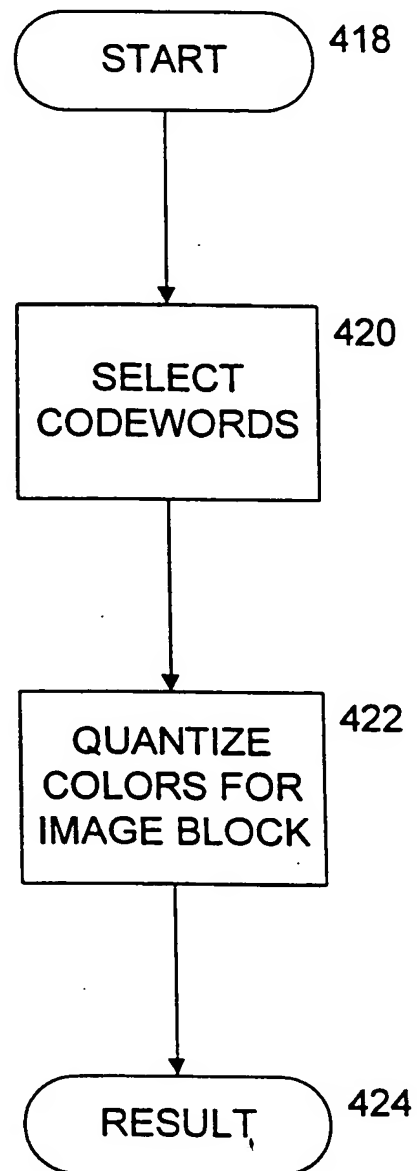 START
418
SELECT
CODEWORDS
420
QUANTIZE
COLORS FOR
IMAGE BLOCK
422
RESULT
424